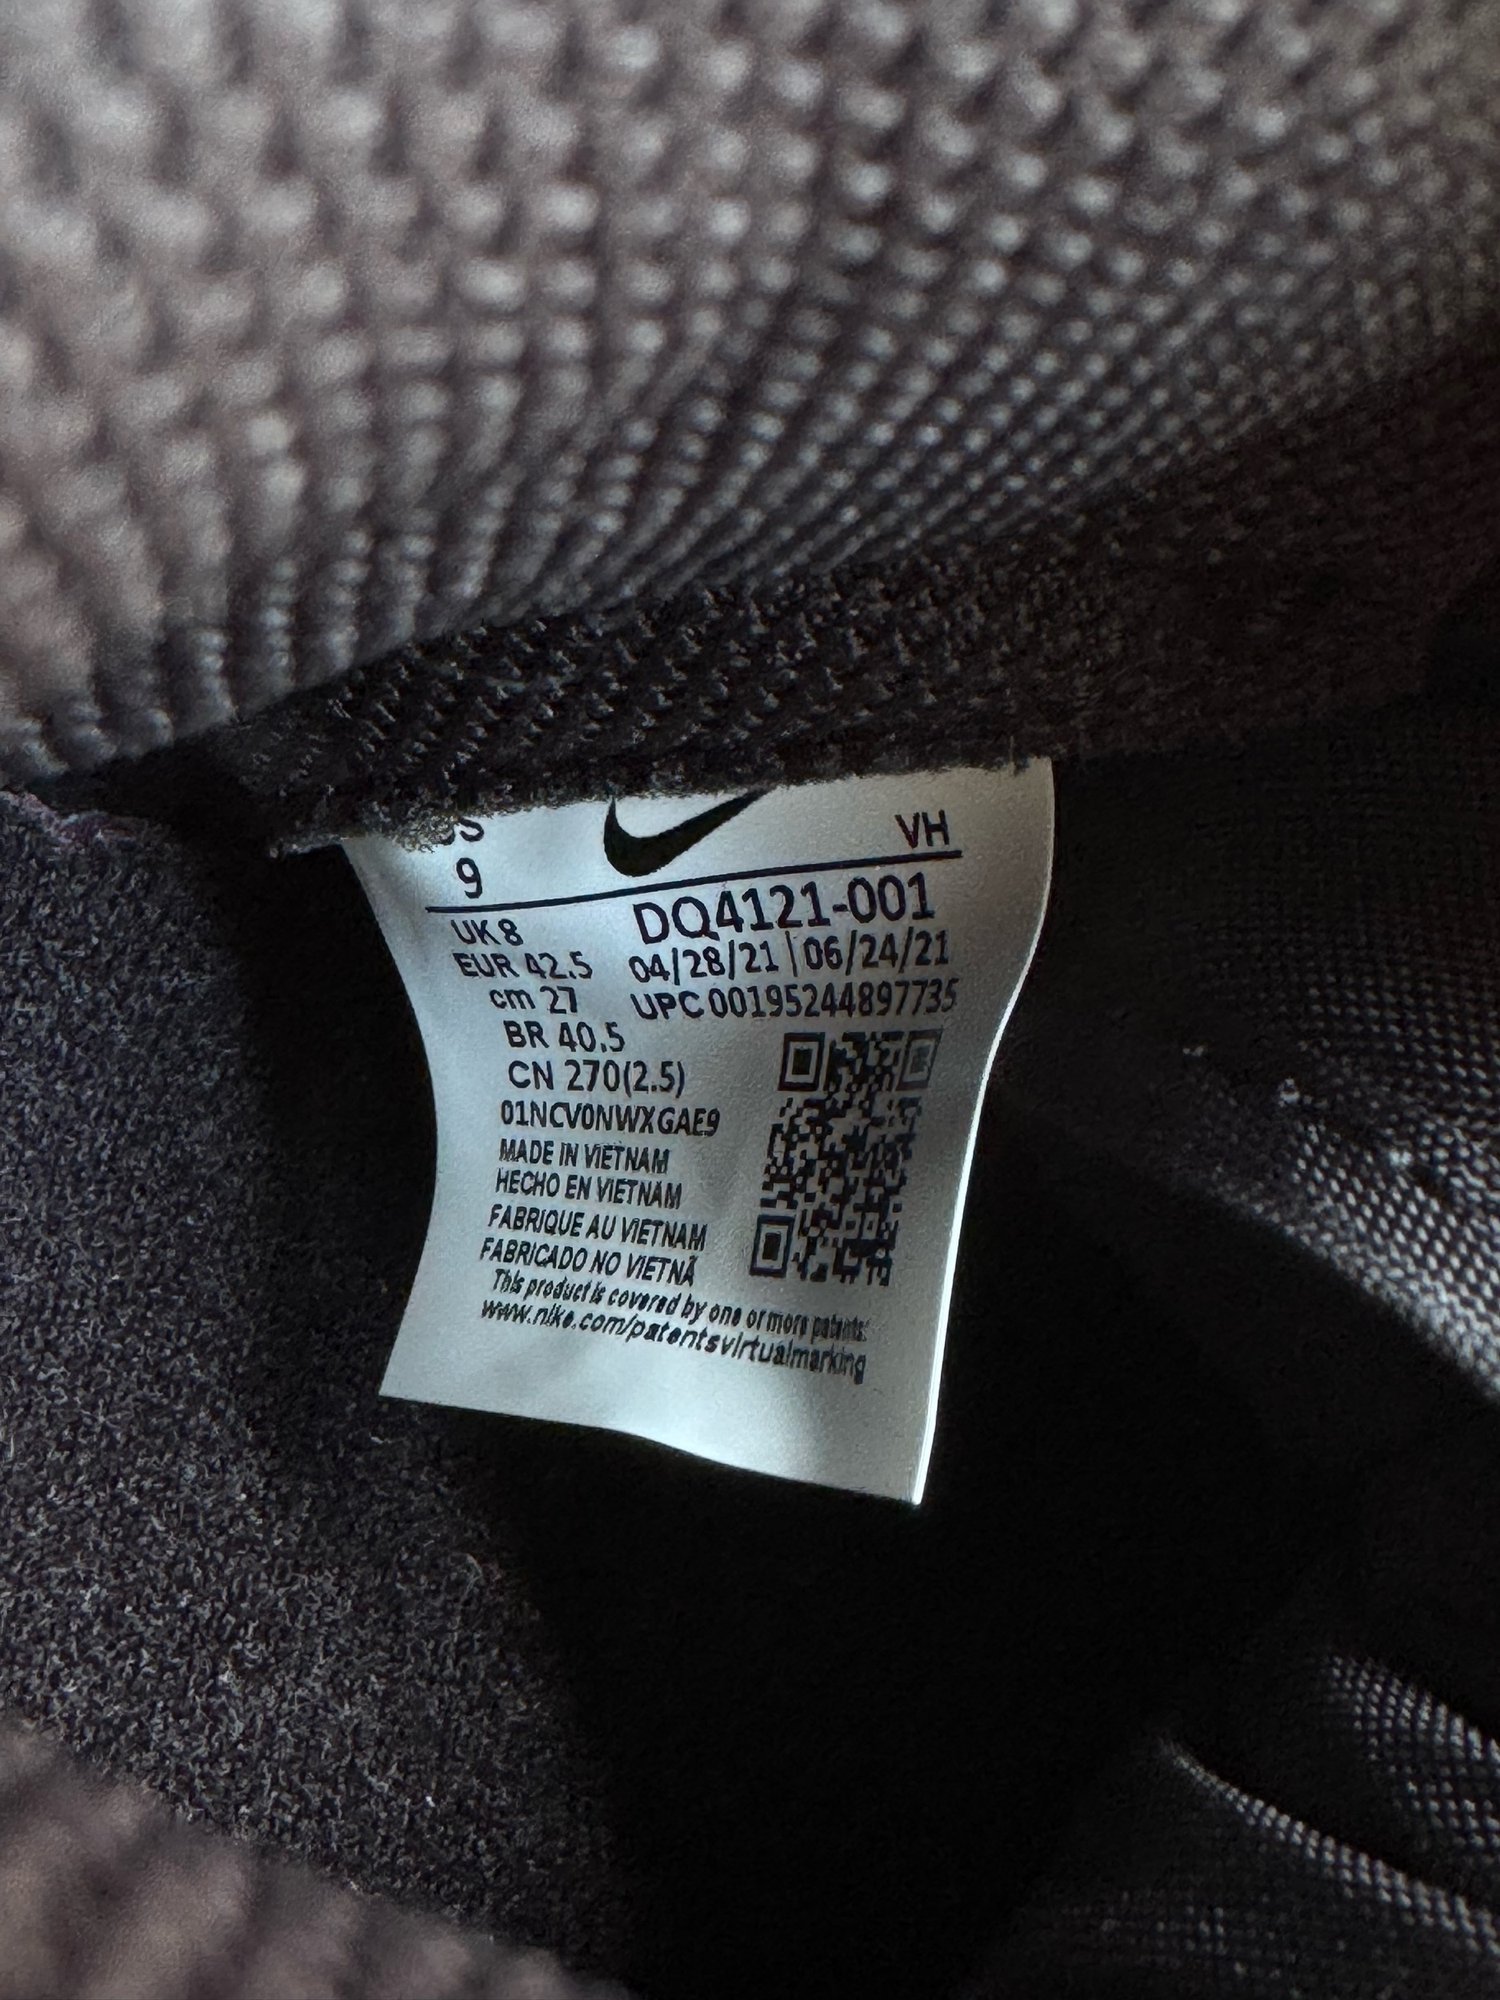 US VH
9
UK 8 DQ4121-001
EUR 42.5 04/28/21 | 06/24/21
cm 27 UPC 00195244897735
BR 40.5
CN 270(2.5)
01NCV0NWXGAE9
MADE IN VIETNAM
HECHO EN VIETNAM
FABRIQUE AU VIETNAM
FABRICADO NO VIETNÃ
This product is covered by one or more patents:
www.nike.com/patentsvirtualmarking